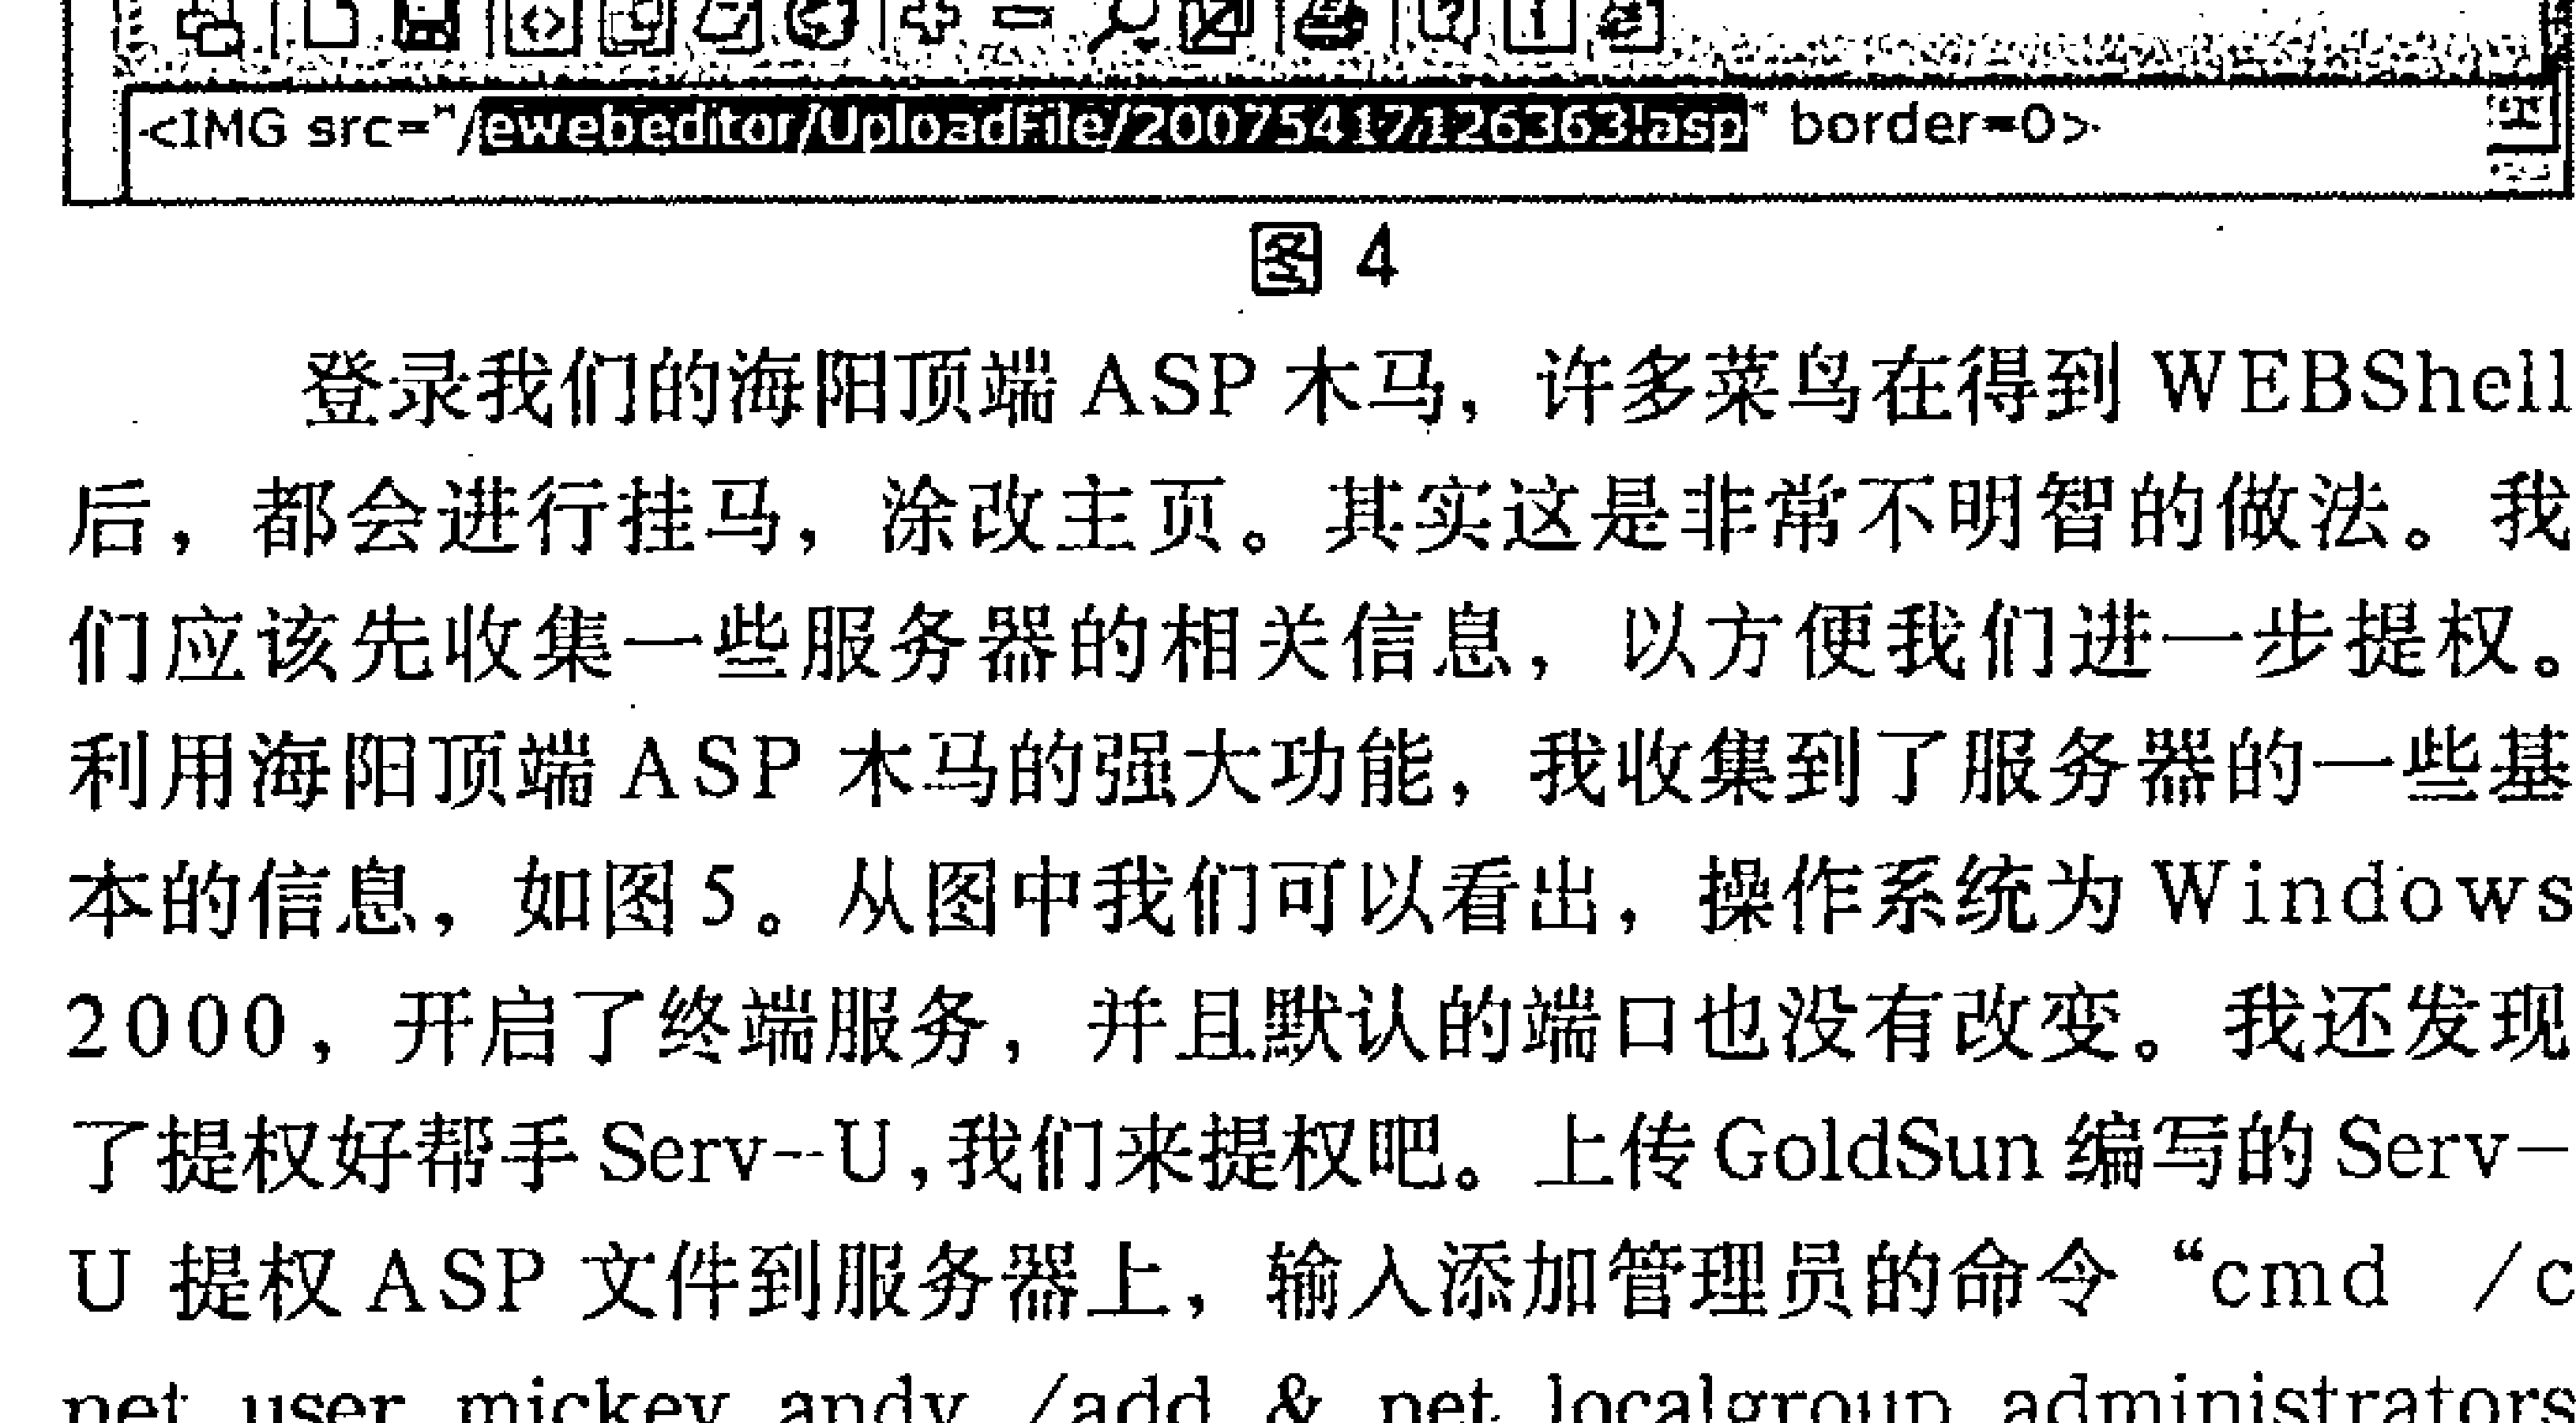 <IMG src="/ewebeditor/UploadFile/20075417126363!.asp" border=0>
图 4
登录我们的海阳顶端 ASP 木马，许多菜鸟在得到 WEBShell
后，都会进行挂马，涂改主页。其实这是非常不明智的做法。我
们应该先收集一些服务器的相关信息，以方便我们进一步提权。
利用海阳顶端 ASP 木马的强大功能，我收集到了服务器的一些基
本的信息，如图 5。从图中我们可以看出，操作系统为 Windows
2000，开启了终端服务，并且默认的端口也没有改变。我还发现
了提权好帮手 Serv--U,我们来提权吧。上传 GoldSun 编写的 Serv-
U 提权 ASP 文件到服务器上，输入添加管理员的命令 “cmd /c
net user mickey andy /add & net localgroup administrators